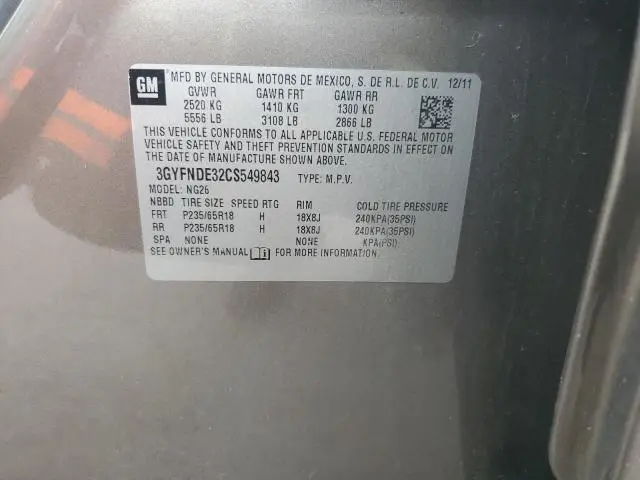 GM
MFD BY GENERAL MOTORS DE MEXICO, S. DE R.L. DE C.V. 12/11
GVWR GAWR FRT GAWR RR
2520 KG 1410 KG 1300 KG
5556 LB 3108 LB 2866 LB
THIS VEHICLE CONFORMS TO ALL APPLICABLE U.S. FEDERAL MOTOR
VEHICLE SAFETY AND THEFT PREVENTION STANDARDS IN EFFECT ON
THE DATE OF MANUFACTURE SHOWN ABOVE.
3GYFNDE32CS549843 TYPE: M.P.V.
MODEL: NG26
NBBD TIRE SIZE SPEED RTG RIM COLD TIRE PRESSURE
FRT P235/65R18 H 18X8J 240KPA(35PSI)
RR P235/65R18 H 18X8J 240KPA(35PSI)
SPA NONE NONE KPA(PSI)
SEE OWNER'S MANUAL FOR MORE INFORMATION.